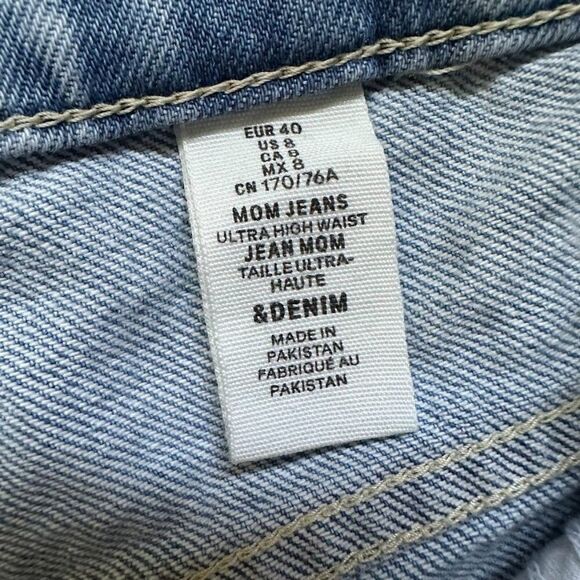 EUR 40
US 8
CA 8
MX 8
CN 170/76A
MOM JEANS
ULTRA HIGH WAIST
JEAN MOM
TAILLE ULTRA-
HAUTE
&DENIM
MADE IN
PAKISTAN
FABRIQUÉ AU
PAKISTAN